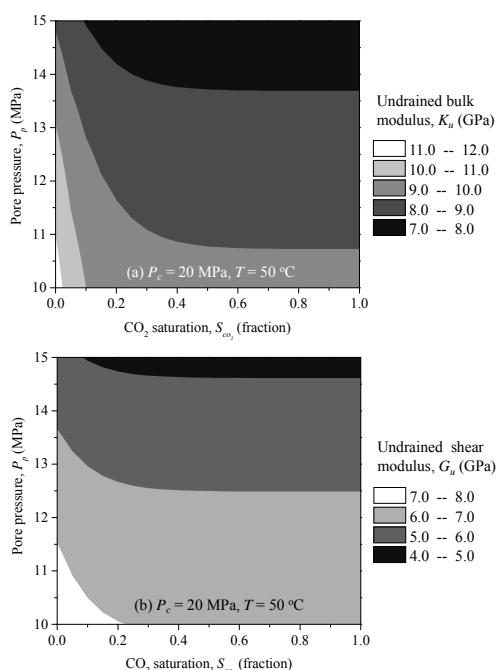 15
14
13
12
11
10
Pore pressure, P_p (MPa)
(a) P_c = 20 MPa, T = 50 °C
0.0 0.2 0.4 0.6 0.8 1.0
CO₂ saturation, S_co₂ (fraction)
Undrained bulk
modulus, K_u (GPa)
11.0 -- 12.0
10.0 -- 11.0
9.0 -- 10.0
8.0 -- 9.0
7.0 -- 8.0
15
14
13
12
11
10
Pore pressure, P_p (MPa)
(b) P_c = 20 MPa, T = 50 °C
0.0 0.2 0.4 0.6 0.8 1.0
CO₂ saturation, S (fraction)
Undrained shear
modulus, G_u (GPa)
7.0 -- 8.0
6.0 -- 7.0
5.0 -- 6.0
4.0 -- 5.0